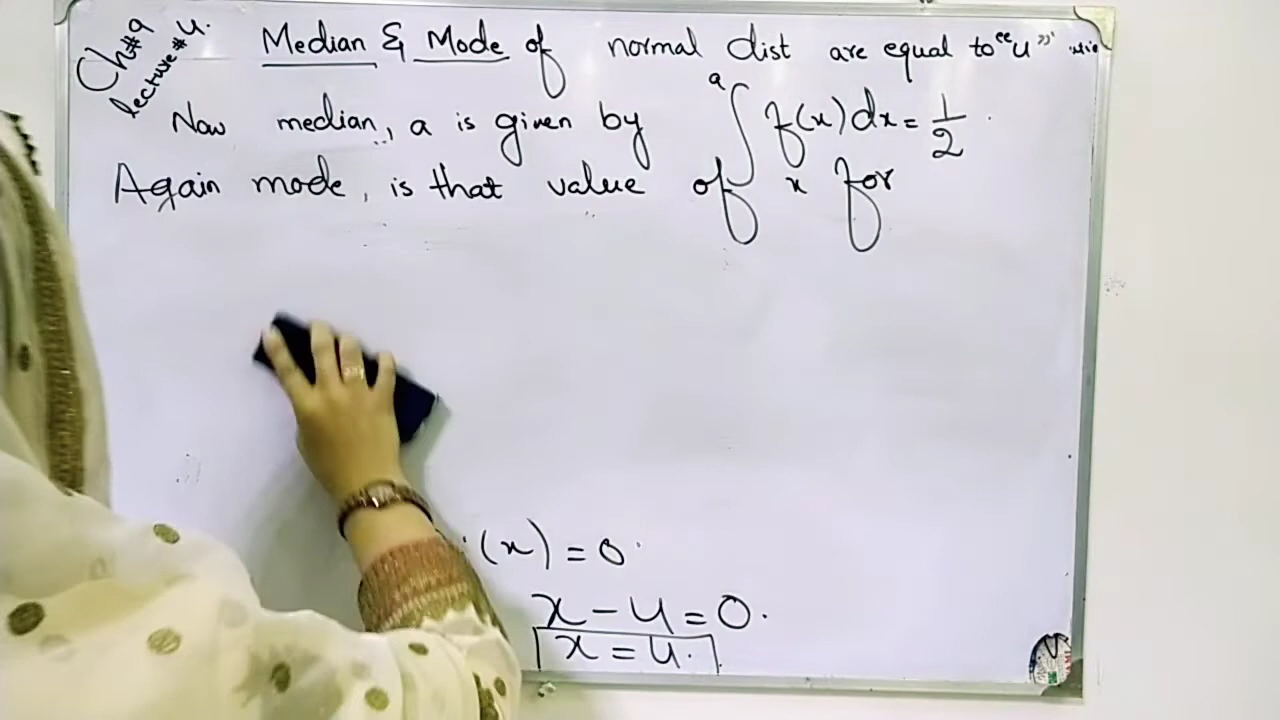 Ch#9
lecture#4.
Median & Mode of normal dist are equal to "u"
Now median, a is given by ∫ᵃ f(x)dx = 1/2
Again mode, is that value of x for
(x) = 0
x - u = 0.
x = u.